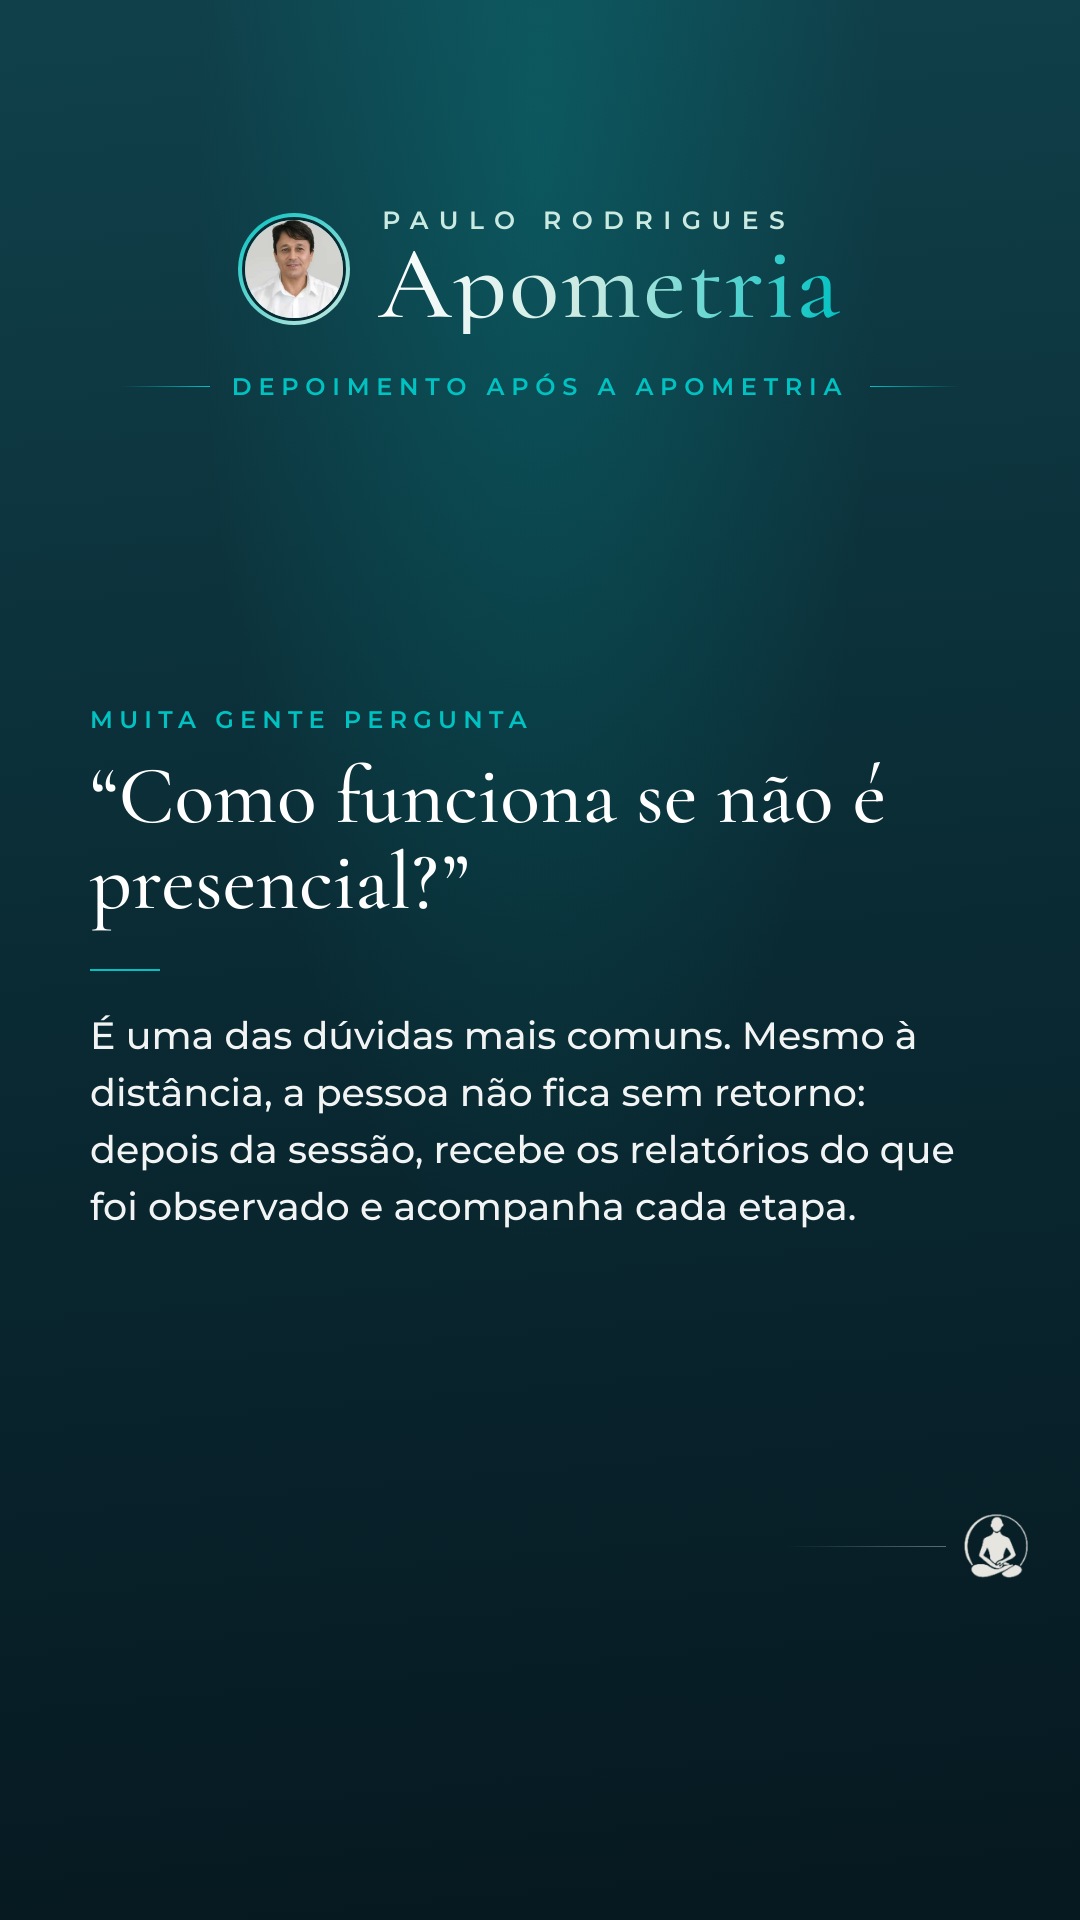 PAULO RODRIGUES
Apometria
DEPOIMENTO APÓS A APOMETRIA
MUITA GENTE PERGUNTA
“Como funciona se não é
presencial?”
É uma das dúvidas mais comuns. Mesmo à
distância, a pessoa não fica sem retorno:
depois da sessão, recebe os relatórios do que
foi observado e acompanha cada etapa.